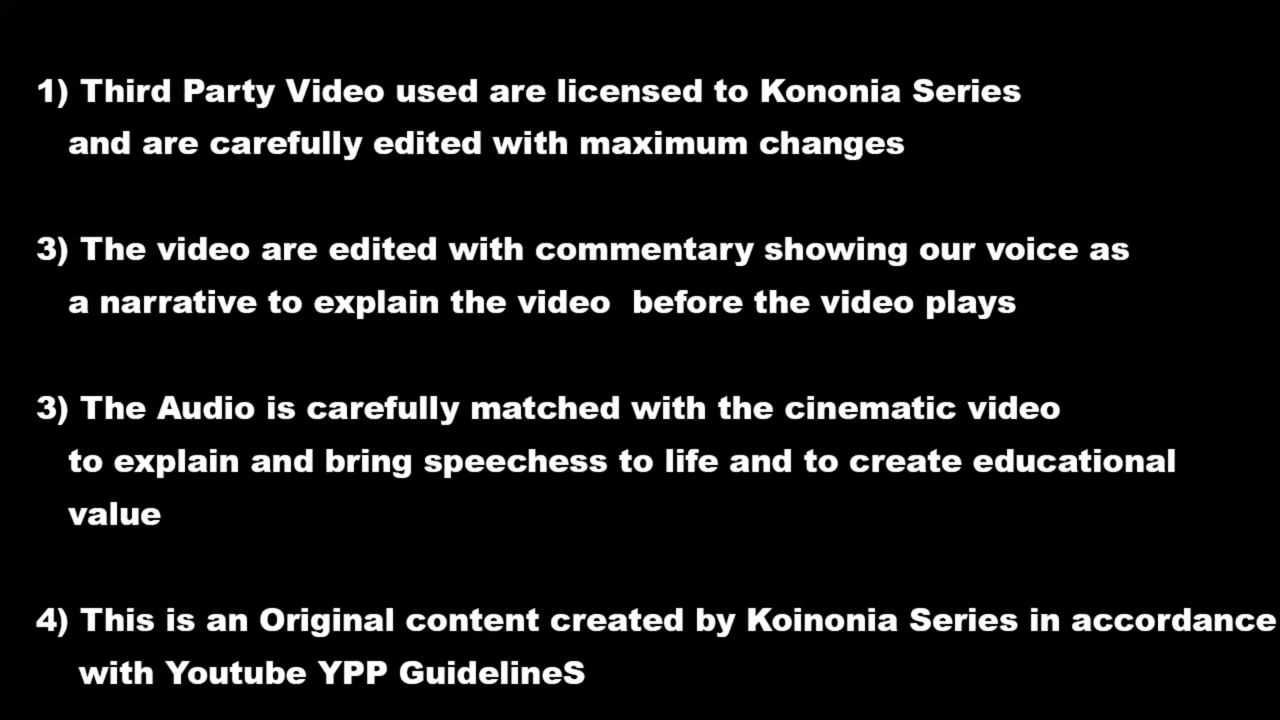 1) Third Party Video used are licensed to Kononia Series
and are carefully edited with maximum changes
3) The video are edited with commentary showing our voice as
a narrative to explain the video before the video plays
3) The Audio is carefully matched with the cinematic video
to explain and bring speechess to life and to create educational
value
4) This is an Original content created by Koinonia Series in accordance
with Youtube YPP GuidelineS